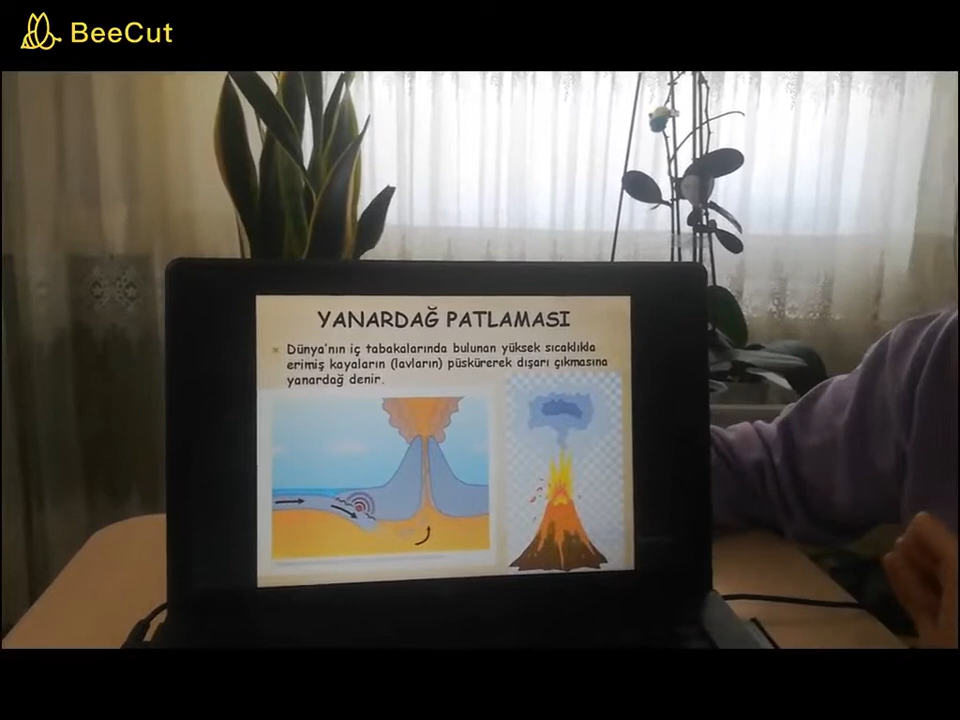 BeeCut
YANARDAĞ PATLAMASI
Dünya'nın iç tabakalarında bulunan yüksek sıcaklıkla
erimiş kayaların (lavların) püskürerek dışarı çıkmasına
yanardağ denir.